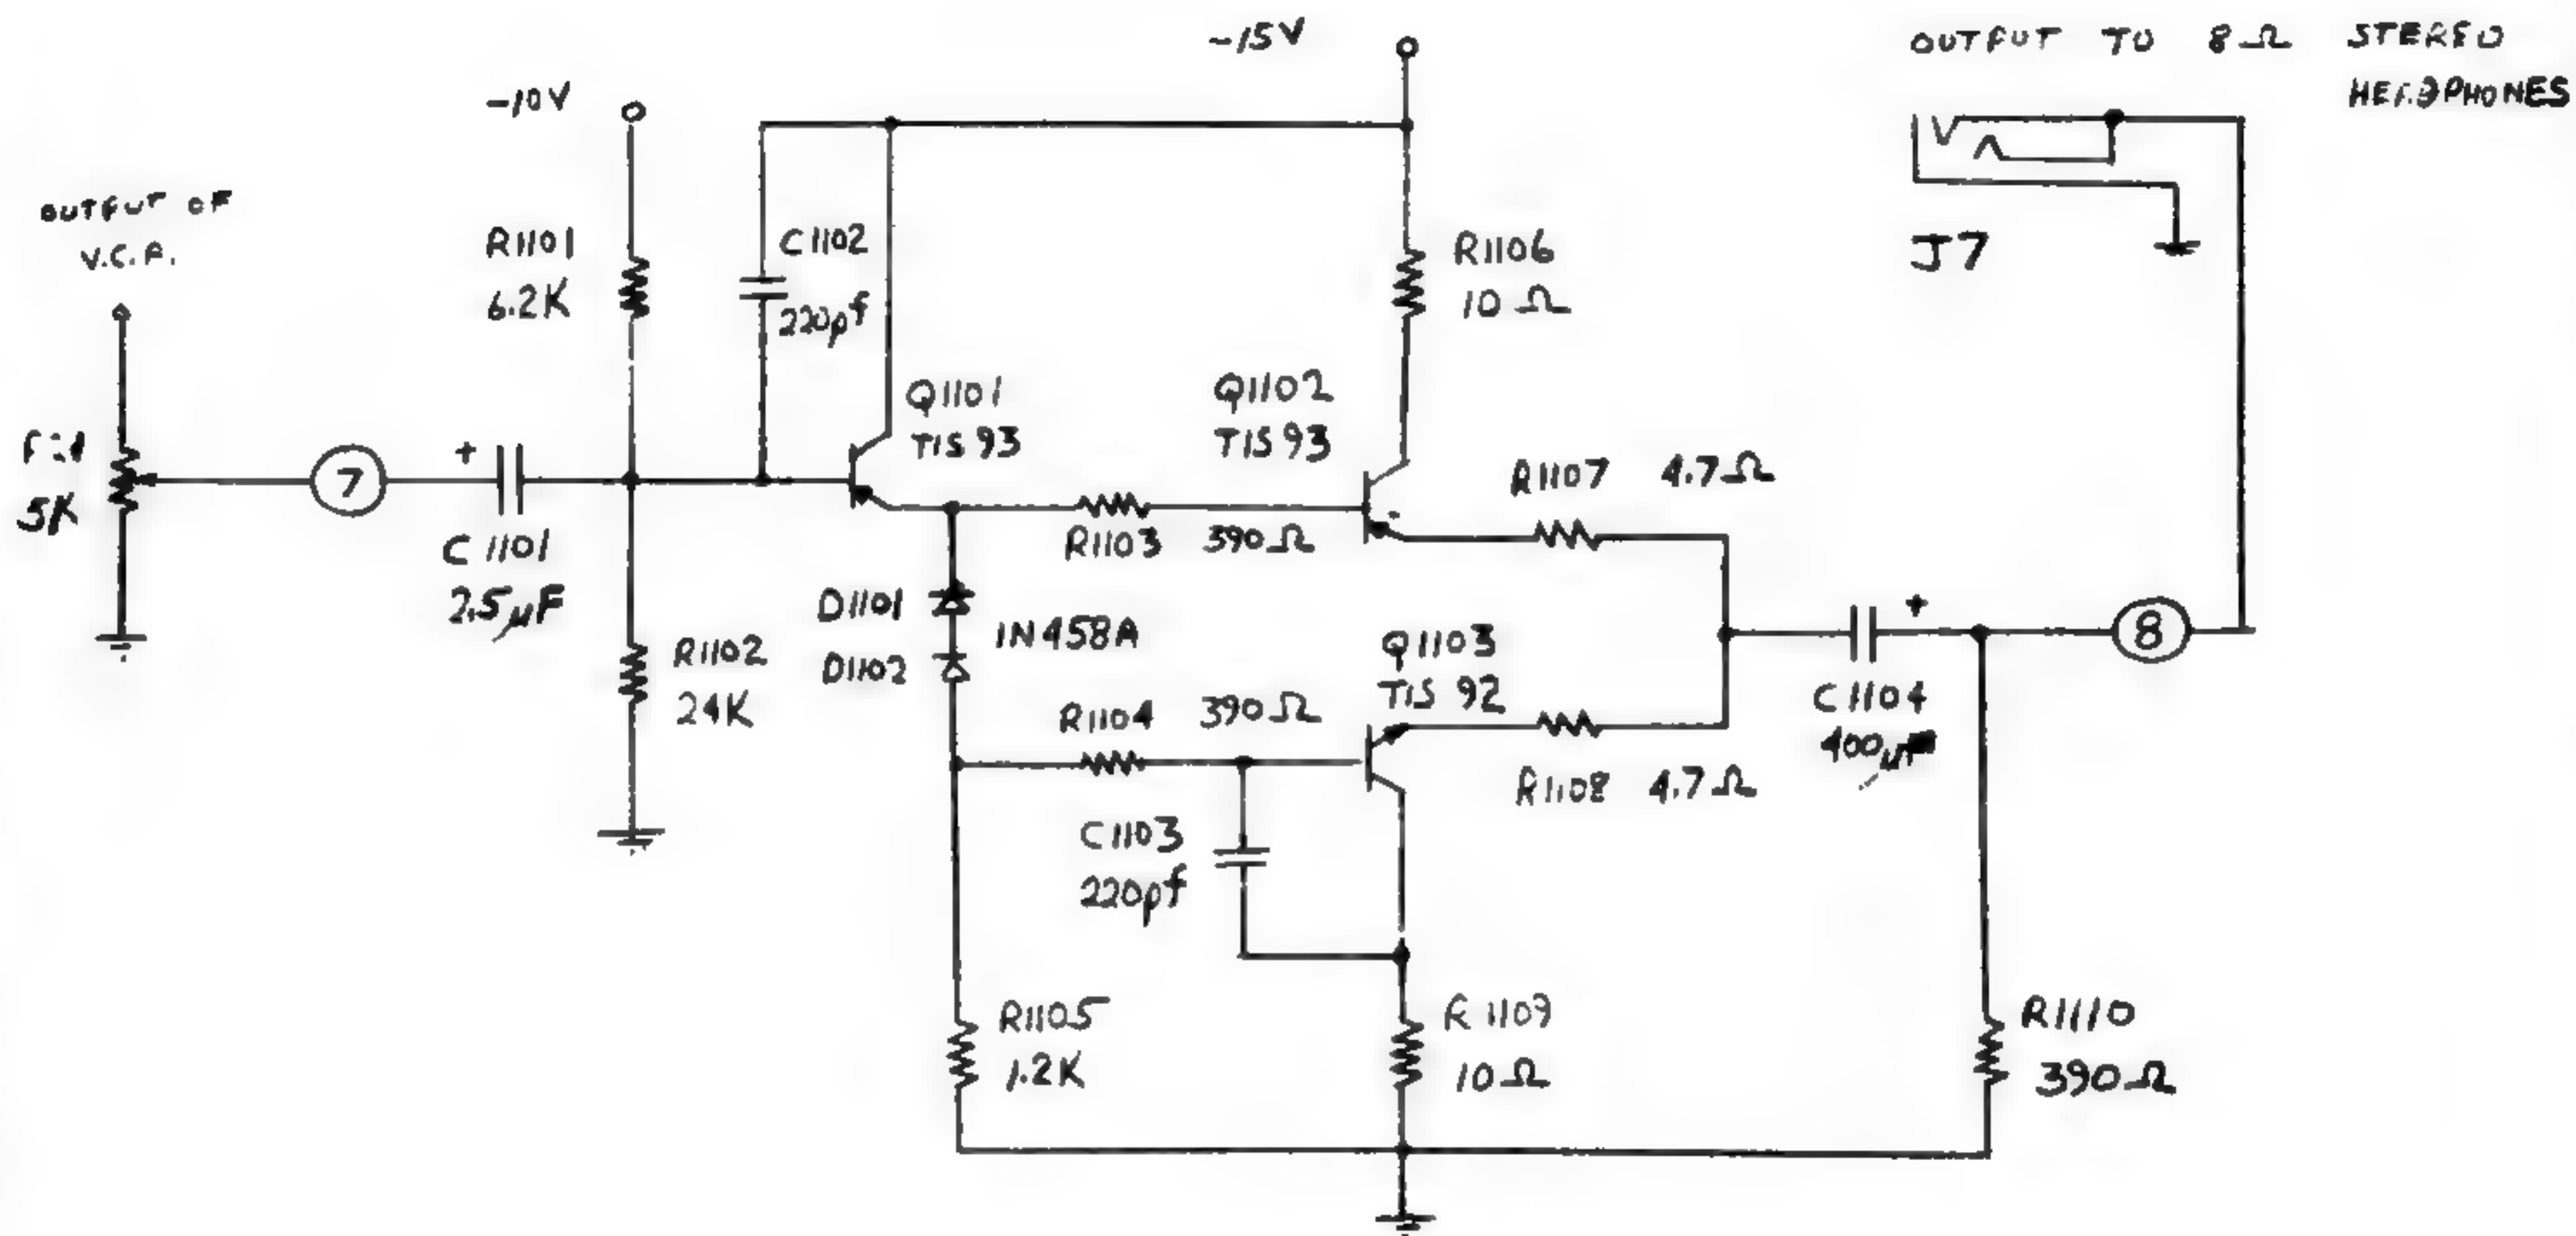 -15V
OUTPUT TO 8Ω STEREO
HEADPHONES
-10V
OUTPUT OF
V.C.A.
R1101
6.2K
C1102
220pf
R1106
10Ω
J7
Q1101
TIS 93
Q1102
TIS 93
5K
7
+
C1101
2.5µF
R1103 390Ω
R1107 4.7Ω
D1101
1N458A
D1102
R1102
24K
R1104 390Ω
Q1103
TIS 92
+
C1104
400µF
8
R1108 4.7Ω
C1103
220pf
R1105
1.2K
R1109
10Ω
R1110
390Ω